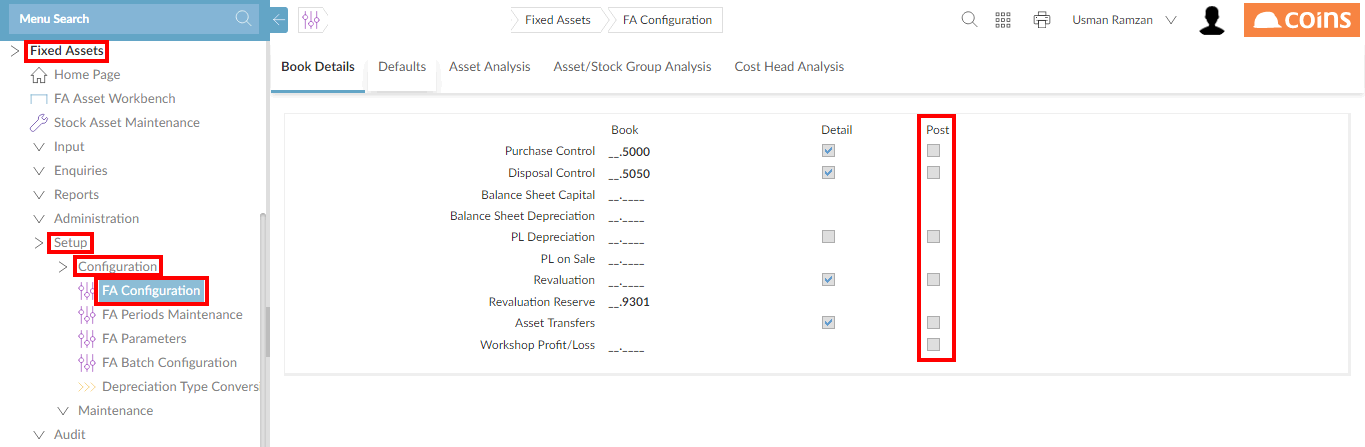 Menu Search
Fixed Assets
Home Page
FA Asset Workbench
Stock Asset Maintenance
Input
Enquiries
Reports
Administration
Setup
Configuration
FA Configuration
FA Periods Maintenance
FA Parameters
FA Batch Configuration
Depreciation Type Convers
Maintenance
Audit
Fixed Assets FA Configuration
Usman Ramzan
coins
Book Details Defaults Asset Analysis Asset/Stock Group Analysis Cost Head Analysis
Book Detail Post
Purchase Control __.5000
Disposal Control __.5050
Balance Sheet Capital __.____
Balance Sheet Depreciation __.____
PL Depreciation __.____
PL on Sale __.____
Revaluation __.____
Revaluation Reserve __.9301
Asset Transfers
Workshop Profit/Loss __.____